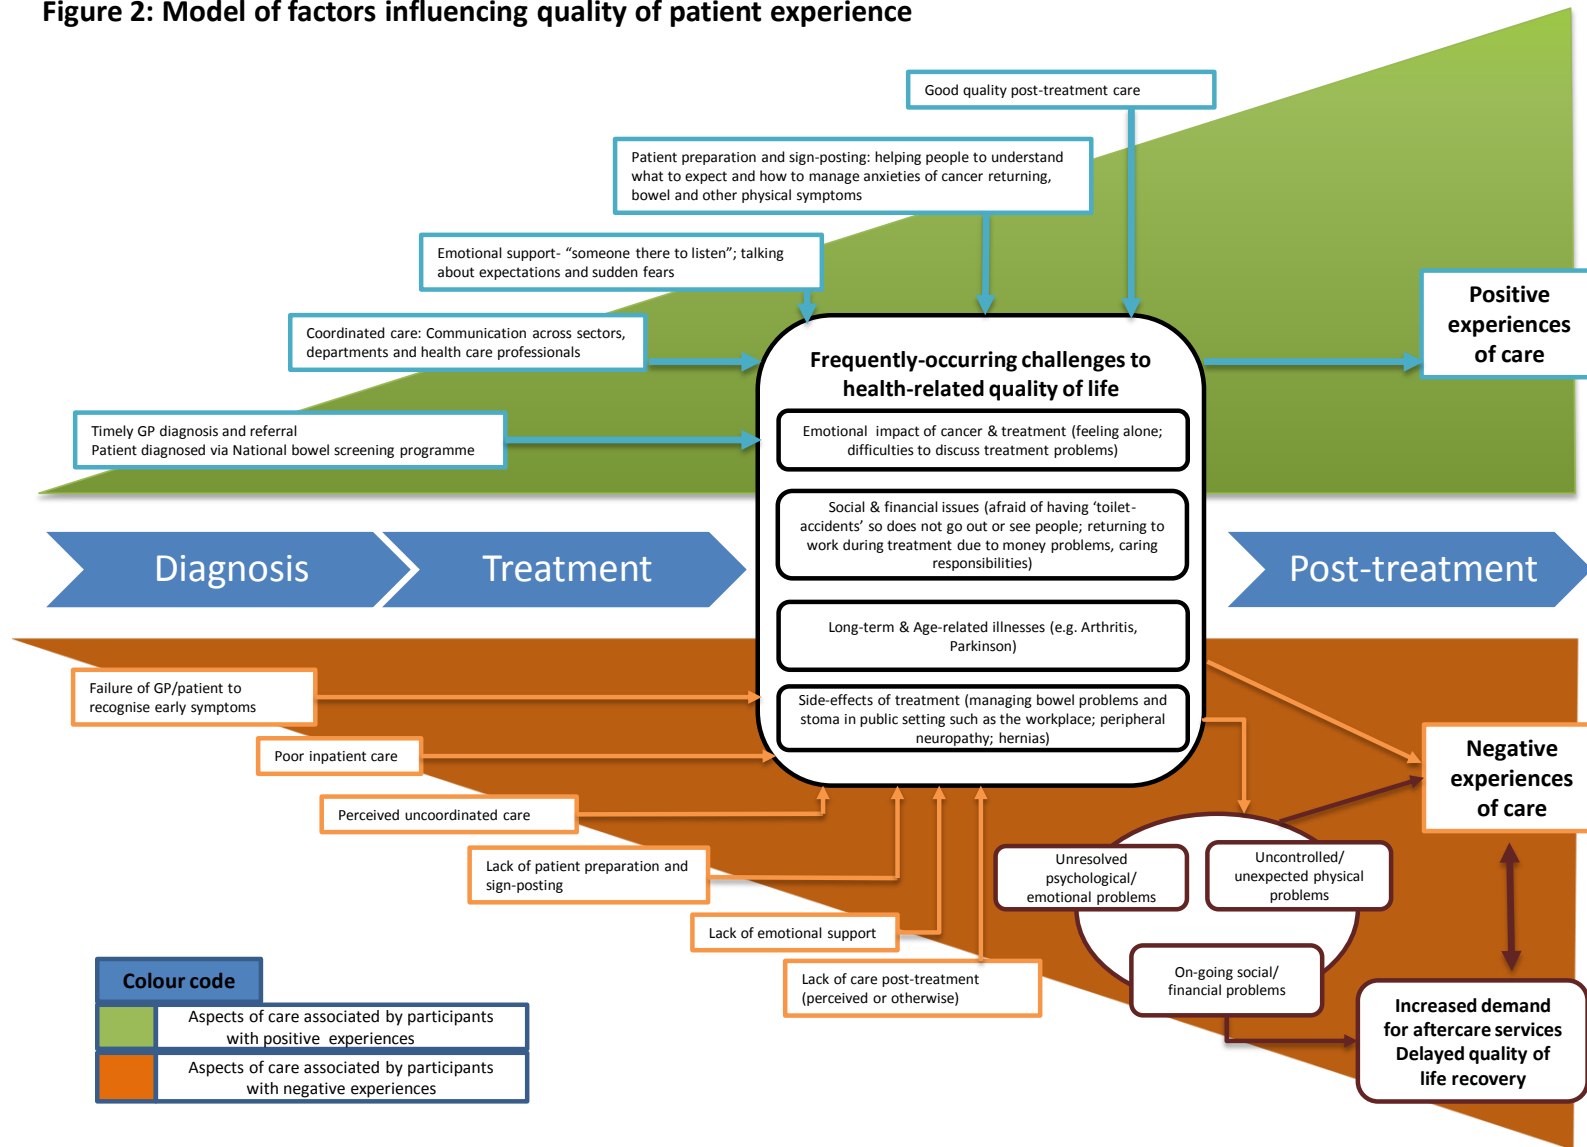 Figure 2: Model of factors influencing quality of patient experience
Good quality post-treatment care
Patient preparation and sign-posting: helping people to understand
what to expect and how to manage anxieties of cancer returning,
bowel and other physical symptoms
Emotional support- “someone there to listen”; talking
about expectations and sudden fears
Coordinated care: Communication across sectors,
departments and health care professionals
Timely GP diagnosis and referral
Patient diagnosed via National bowel screening programme
Positive
experiences
of care
Frequently-occurring challenges to
health-related quality of life
Emotional impact of cancer & treatment (feeling alone;
difficulties to discuss treatment problems)
Social & financial issues (afraid of having ‘toilet-
accidents’ so does not go out or see people; returning to
work during treatment due to money problems, caring
responsibilities)
Long-term & Age-related illnesses (e.g. Arthritis,
Parkinson)
Side-effects of treatment (managing bowel problems and
stoma in public setting such as the workplace; peripheral
neuropathy; hernias)
Diagnosis
Treatment
Post-treatment
Failure of GP/patient to
recognise early symptoms
Poor inpatient care
Perceived uncoordinated care
Lack of patient preparation and
sign-posting
Lack of emotional support
Lack of care post-treatment
(perceived or otherwise)
Negative
experiences
of care
Unresolved
psychological/
emotional problems
Uncontrolled/
unexpected physical
problems
On-going social/
financial problems
Increased demand
for aftercare services
Delayed quality of
life recovery
Colour code
Aspects of care associated by participants
with positive experiences
Aspects of care associated by participants
with negative experiences